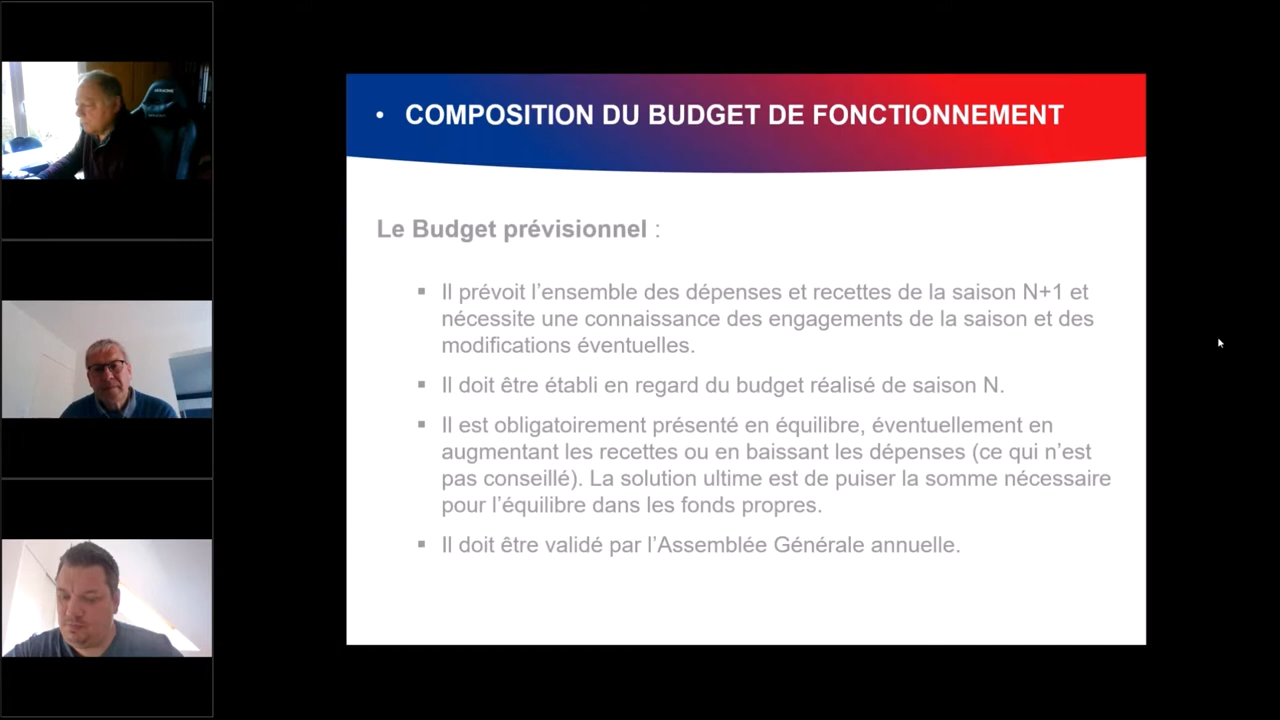 • COMPOSITION DU BUDGET DE FONCTIONNEMENT
Le Budget prévisionnel :
▪ Il prévoit l’ensemble des dépenses et recettes de la saison N+1 et
nécessite une connaissance des engagements de la saison et des
modifications éventuelles.
▪ Il doit être établi en regard du budget réalisé de saison N.
▪ Il est obligatoirement présenté en équilibre, éventuellement en
augmentant les recettes ou en baissant les dépenses (ce qui n’est
pas conseillé). La solution ultime est de puiser la somme nécessaire
pour l’équilibre dans les fonds propres.
▪ Il doit être validé par l’Assemblée Générale annuelle.